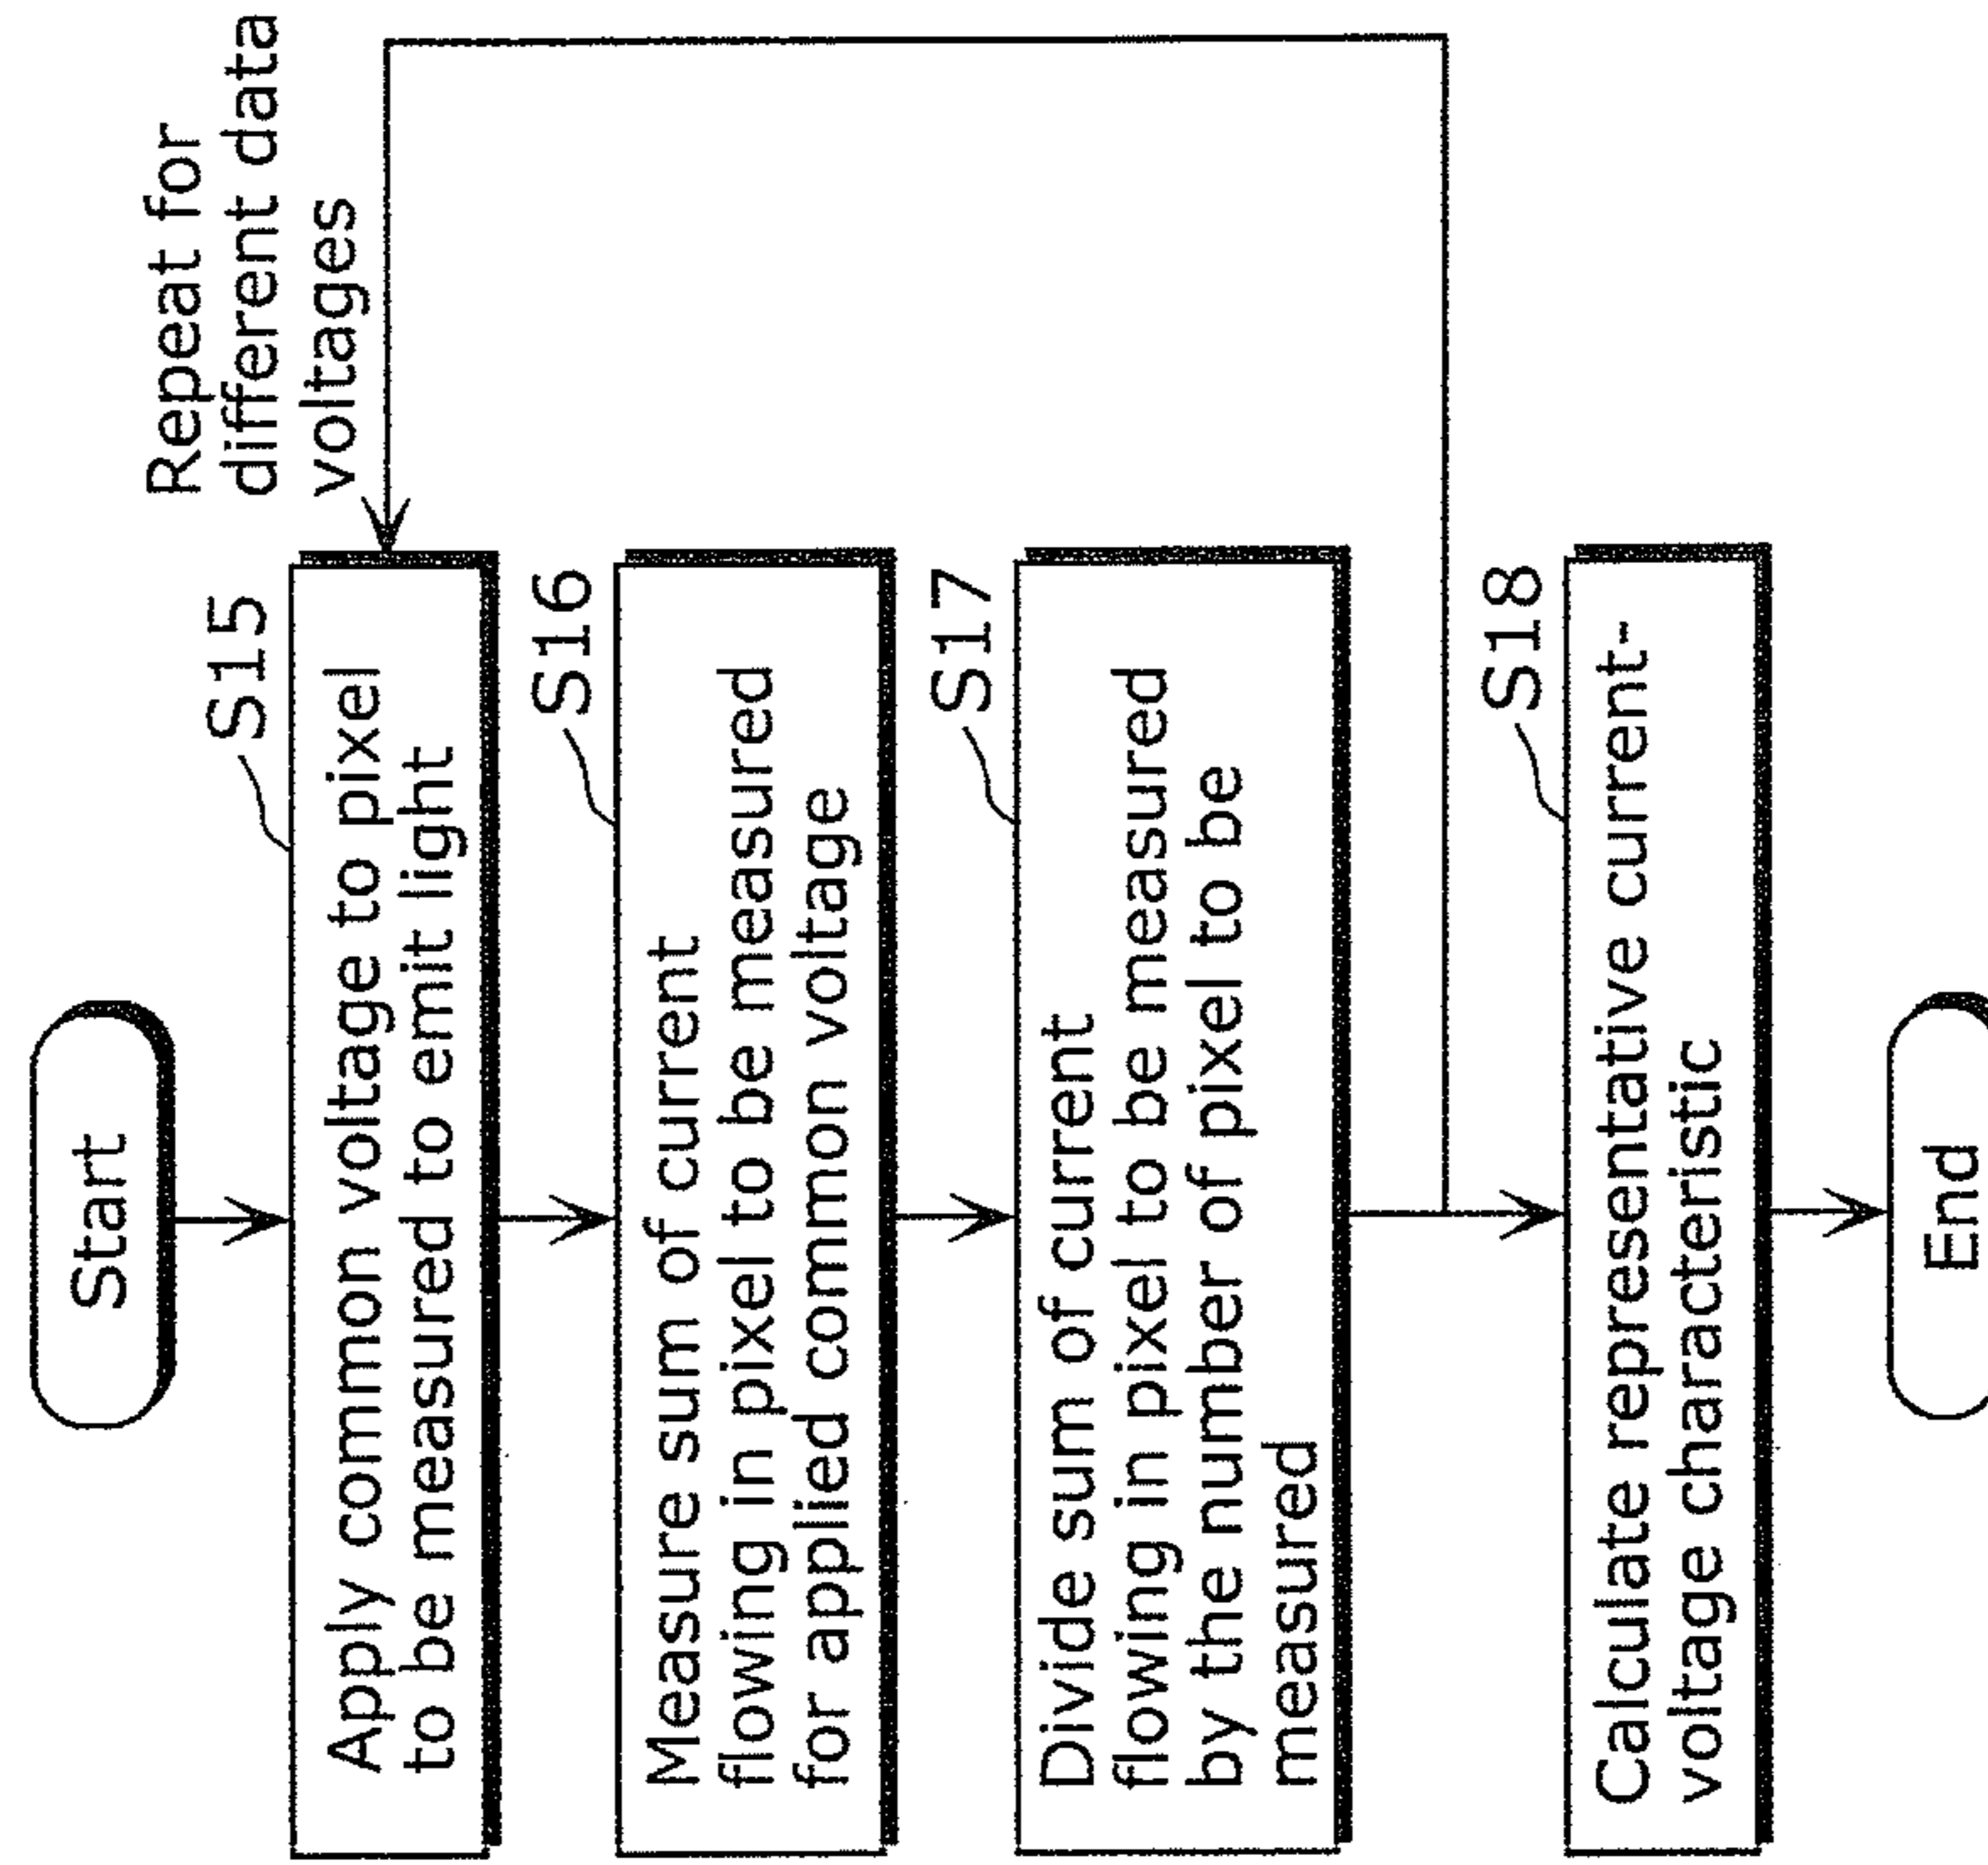 Start
Repeat for
different data
voltages
S15
Apply common voltage to pixel
to be measured to emit light
S16
Measure sum of current
flowing in pixel to be measured
for applied common voltage
S17
Divide sum of current
flowing in pixel to be measured
by the number of pixel to be
measured
S18
Calculate representative current-
voltage characteristic
End